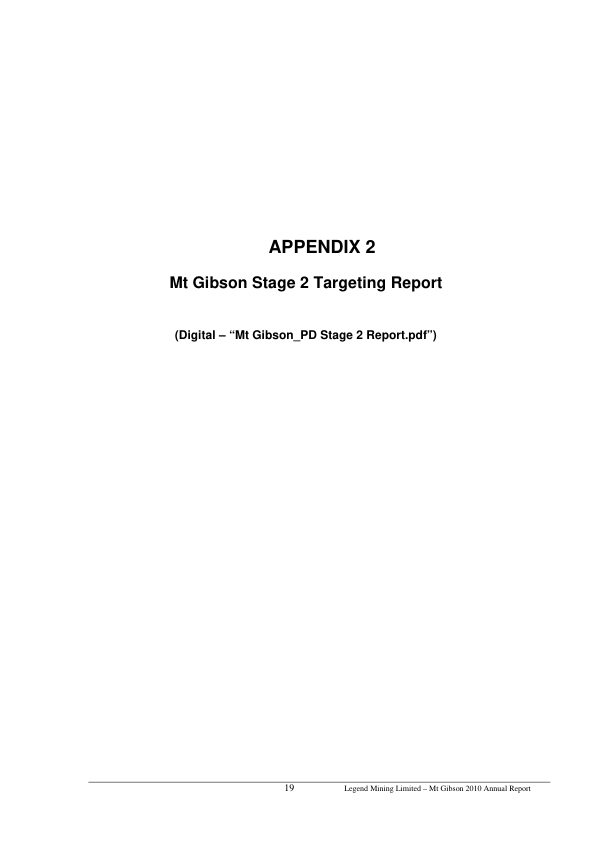 APPENDIX 2
Mt Gibson Stage 2 Targeting Report
(Digital – “Mt Gibson_PD Stage 2 Report.pdf”)
19 Legend Mining Limited – Mt Gibson 2010 Annual Report